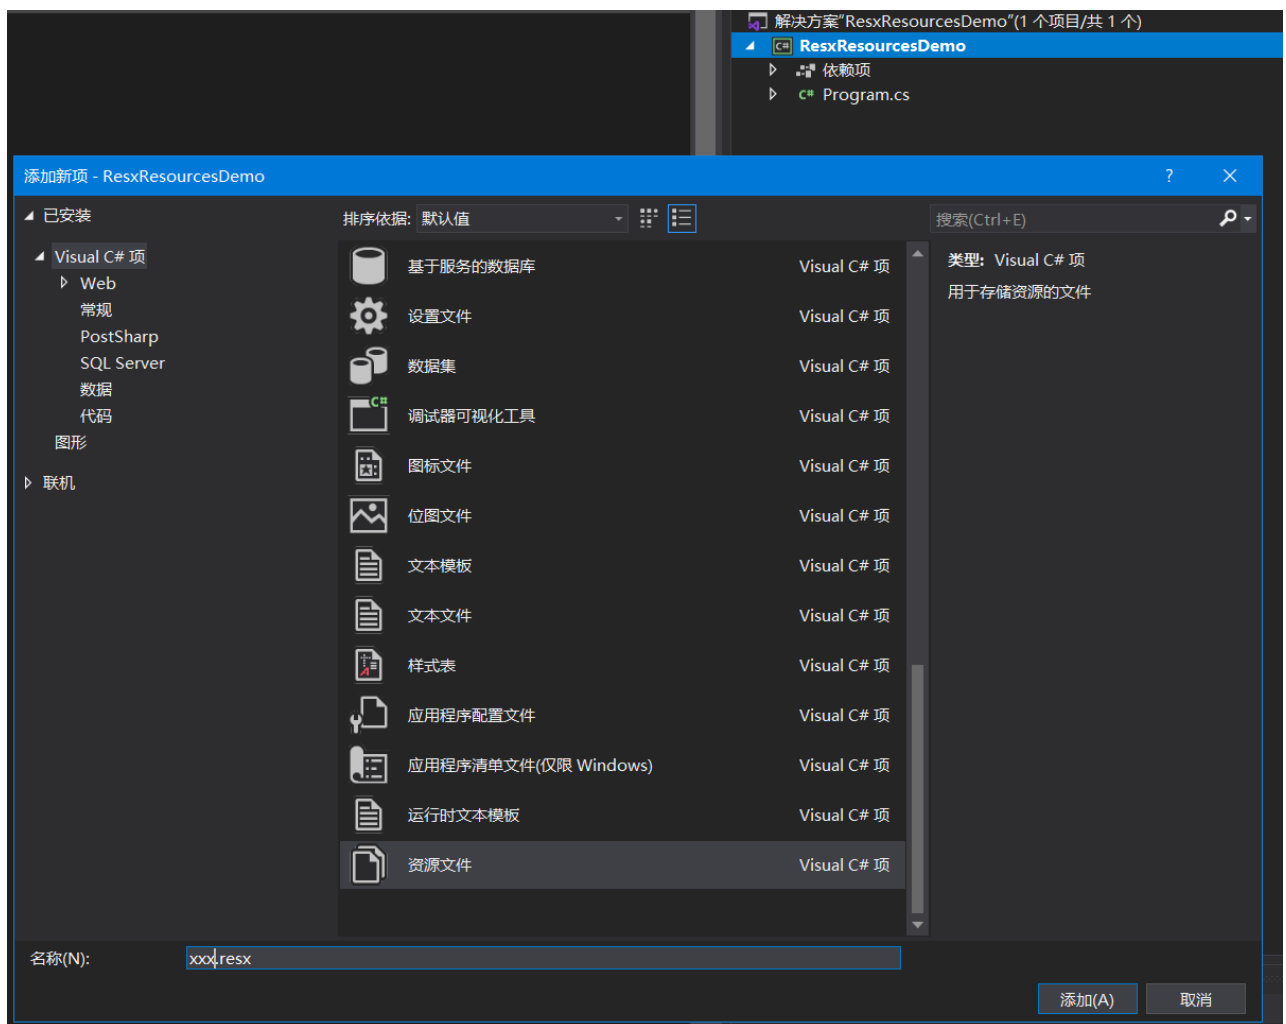 解决方案"ResxResourcesDemo"(1 个项目/共 1 个)
C# ResxResourcesDemo
依赖项
C# Program.cs
添加新项 - ResxResourcesDemo ?
已安装
排序依据: 默认值
搜索(Ctrl+E)
Visual C# 项
Web
常规
PostSharp
SQL Server
数据
代码
图形
联机
基于服务的数据库 Visual C# 项
设置文件 Visual C# 项
数据集 Visual C# 项
C# 调试器可视化工具 Visual C# 项
图标文件 Visual C# 项
位图文件 Visual C# 项
文本模板 Visual C# 项
文本文件 Visual C# 项
样式表 Visual C# 项
应用程序配置文件 Visual C# 项
应用程序清单文件(仅限 Windows) Visual C# 项
运行时文本模板 Visual C# 项
资源文件 Visual C# 项
类型: Visual C# 项
用于存储资源的文件
名称(N): xxx.resx
添加(A) 取消